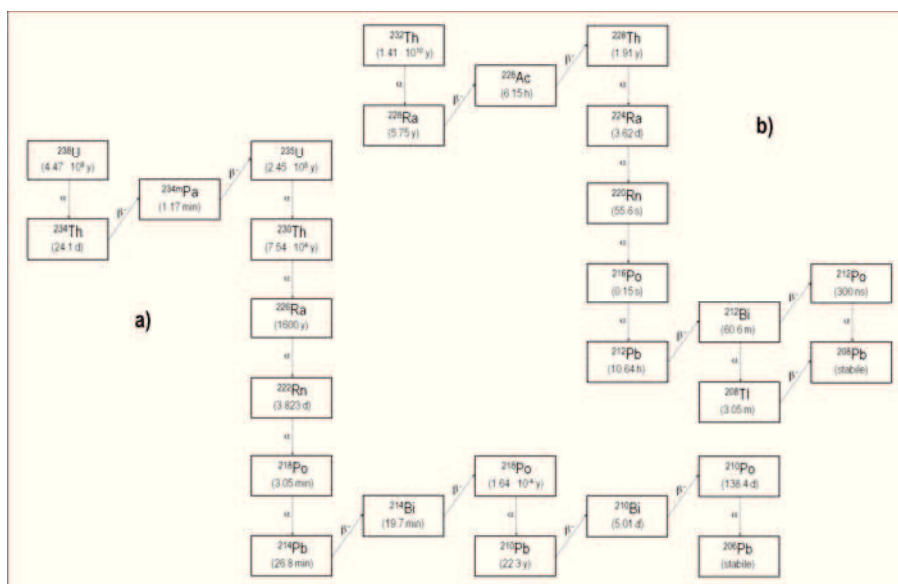 a)
²³⁸U
(4.47 · 10⁹ y)
α
²³⁴Th
(24.1 d)
β⁻
²³⁴ᵐPa
(1.17 min)
β⁻
²³⁵U
(2.45 · 10⁵ y)
α
²³⁰Th
(7.54 · 10⁴ y)
α
²²⁶Ra
(1600 y)
α
²²²Rn
(3.823 d)
α
²¹⁸Po
(3.05 min)
α
²¹⁴Pb
(26.8 min)
β⁻
²¹⁴Bi
(19.7 min)
β⁻
²¹⁸Po
(1.64 · 10⁻⁴ y)
α
²¹⁰Pb
(22.3 y)
β⁻
²¹⁰Bi
(5.01 d)
β⁻
²¹⁰Po
(138.4 d)
α
²⁰⁶Pb
(stabile)
b)
²³²Th
(1.41 · 10¹⁰ y)
α
²²⁸Ra
(5.75 y)
β⁻
²²⁸Ac
(6.15 h)
β⁻
²²⁸Th
(1.91 y)
α
²²⁴Ra
(3.62 d)
α
²²⁰Rn
(55.6 s)
α
²¹⁶Po
(0.15 s)
α
²¹²Pb
(10.64 h)
β⁻
²¹²Bi
(60.6 m)
β⁻
²¹²Po
(300 ns)
α
α
²⁰⁸Tl
(3.05 m)
β⁻
²⁰⁸Pb
(stabile)